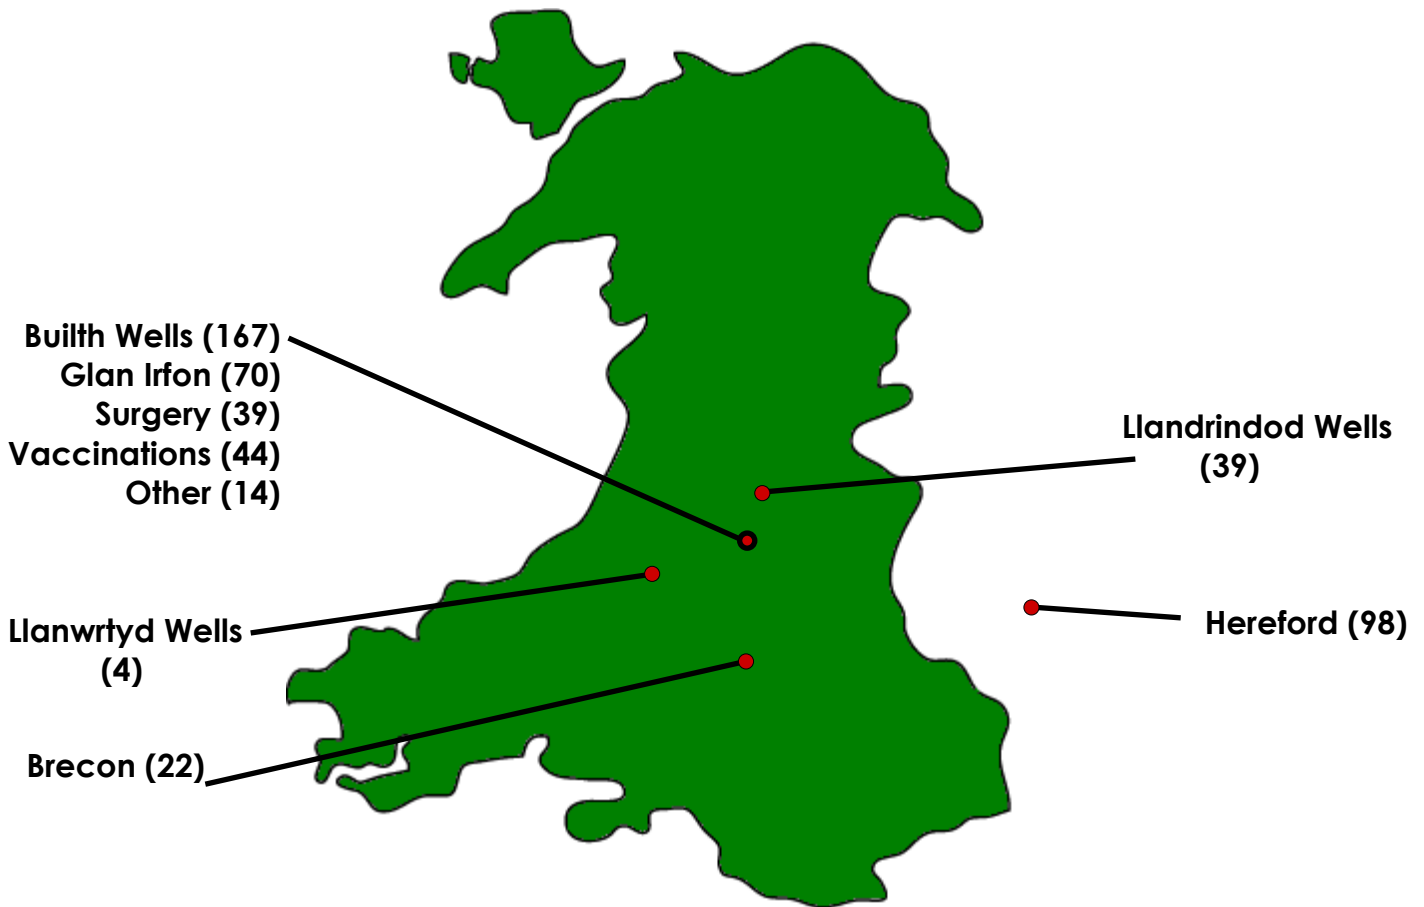 Builth Wells (167)
Glan Irfon (70)
Surgery (39)
Vaccinations (44)
Other (14)
Llandrindod Wells
(39)
Llanwrtyd Wells
(4)
Hereford (98)
Brecon (22)